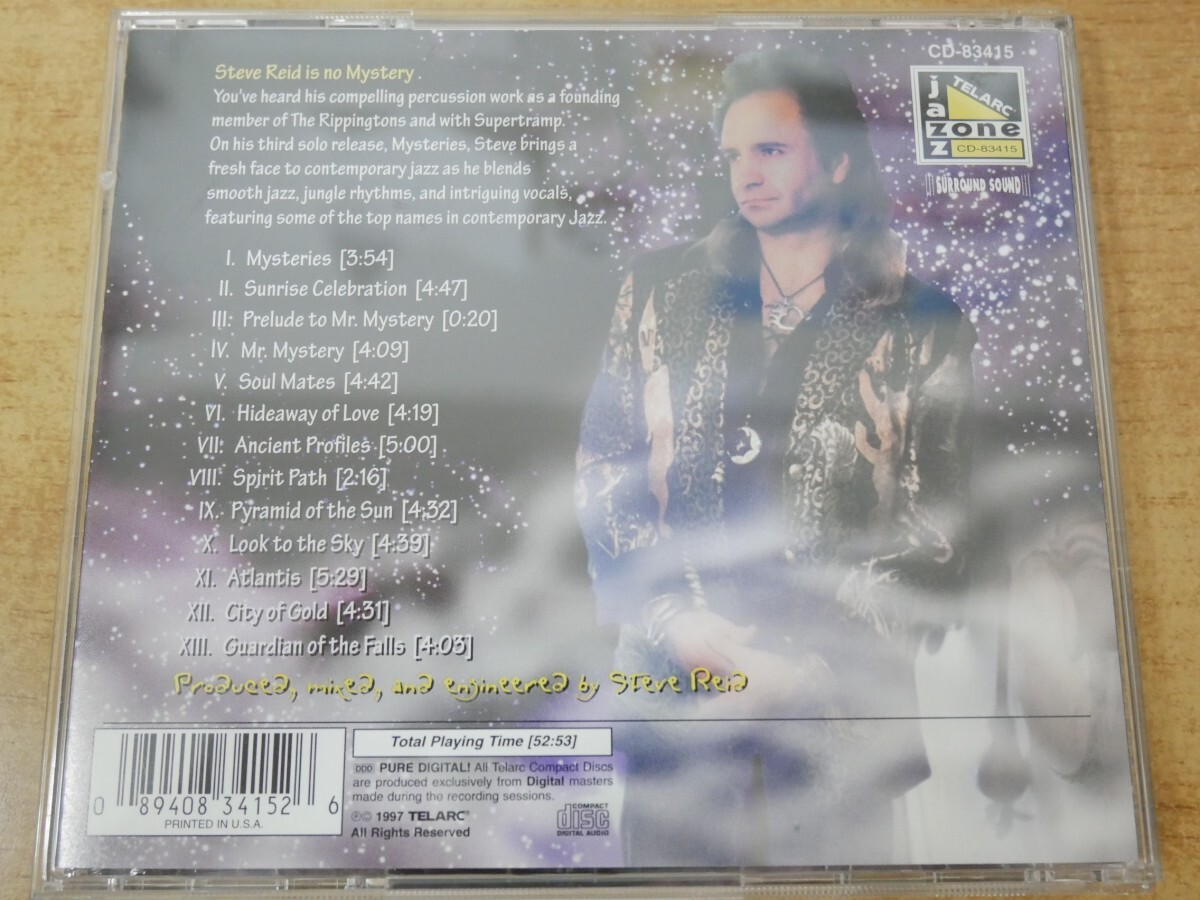 CD-83415
TELARC
jazz
zone
CD-83415
SURROUND SOUND
Steve Reid is no Mystery
You've heard his compelling percussion work as a founding
member of The Rippingtons and with Supertramp.
On his third solo release, Mysteries, Steve brings a
fresh face to contemporary jazz as he blends
smooth jazz, jungle rhythms, and intriguing vocals,
featuring some of the top names in contemporary Jazz.
I. Mysteries [3:54]
II. Sunrise Celebration [4:47]
III. Prelude to Mr. Mystery [0:20]
IV. Mr. Mystery [4:09]
V. Soul Mates [4:42]
VI. Hideaway of Love [4:19]
VII. Ancient Profiles [5:00]
VIII. Spirit Path [2:16]
IX. Pyramid of the Sun [4:32]
X. Look to the Sky [4:39]
XI. Atlantis [5:29]
XII. City of Gold [4:31]
XIII. Guardian of the Falls [4:03]
Produced, mixed, and engineered by Steve Reid
0 89408 34152 6
PRINTED IN U.S.A.
Total Playing Time [52:53]
DDD PURE DIGITAL! All Telarc Compact Discs
are produced exclusively from Digital masters
made during the recording sessions.
℗© 1997 TELARC®
All Rights Reserved
COMPACT
disc
DIGITAL AUDIO